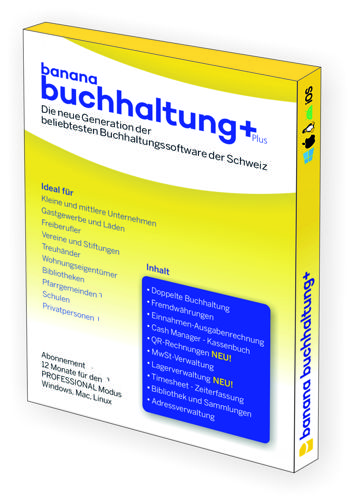 banana
buchhaltung+
Plus
Die neue Generation der
beliebtesten Buchhaltungssoftware der Schweiz
Ideal für
Kleine und mittlere Unternehmen
Gastgewerbe und Läden
Freiberufler
Vereine und Stiftungen
Treuhänder
Wohnungseigentümer
Bibliotheken
Pfarrgemeinden
Schulen
Privatpersonen
Abonnement
12 Monate für den
PROFESSIONAL Modus
Windows, Mac, Linux
Inhalt
• Doppelte Buchhaltung
• Fremdwährungen
• Einnahmen-Ausgabenrechnung
• Cash Manager - Kassenbuch
• QR-Rechnungen NEU!
• MwSt-Verwaltung
• Lagerverwaltung NEU!
• Timesheet - Zeiterfassung
• Bibliothek und Sammlungen
• Adressverwaltung
iOS
banana buchhaltung+